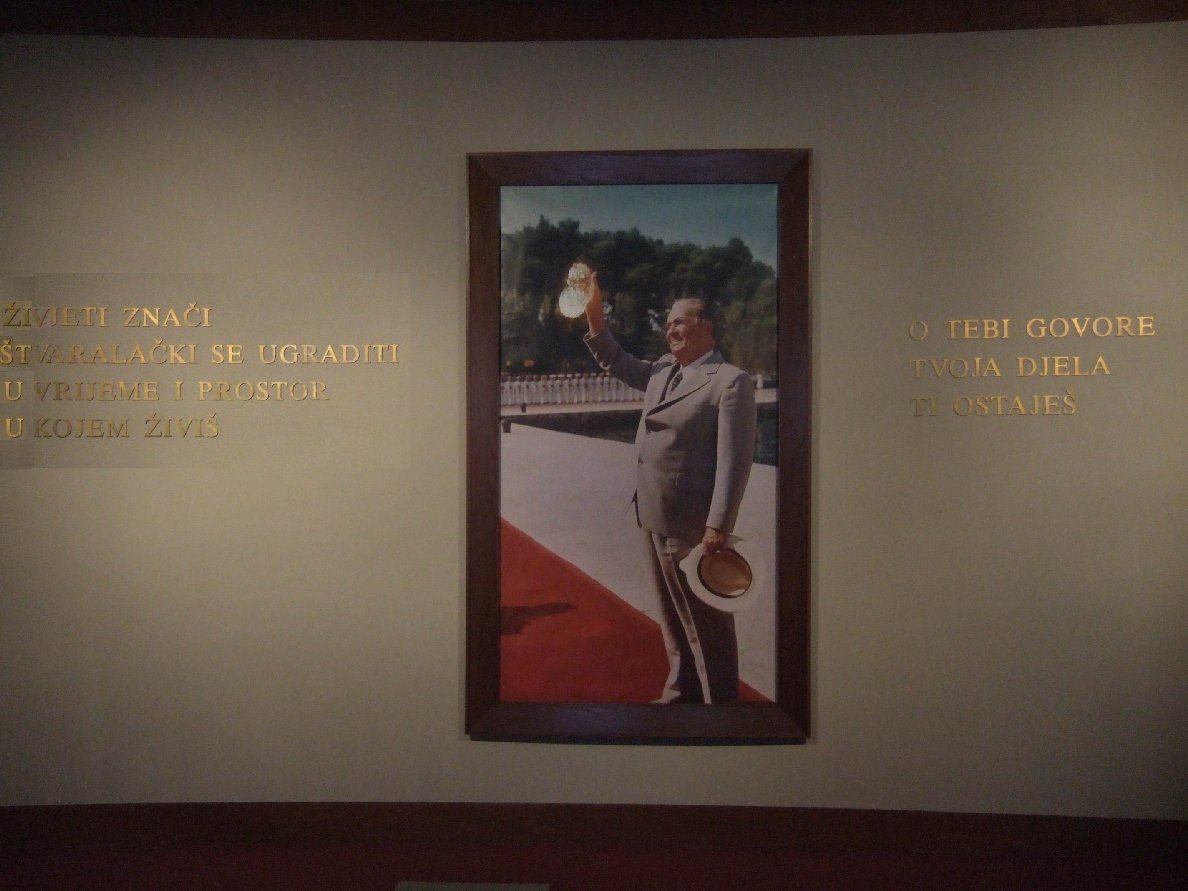 ŽIVJETI ZNAČI
STVARALAČKI SE UGRADITI
U VRIJEME I PROSTOR
U KOJEM ŽIVIŠ
O TEBI GOVORE
TVOJA DJELA
TI OSTAJEŠ